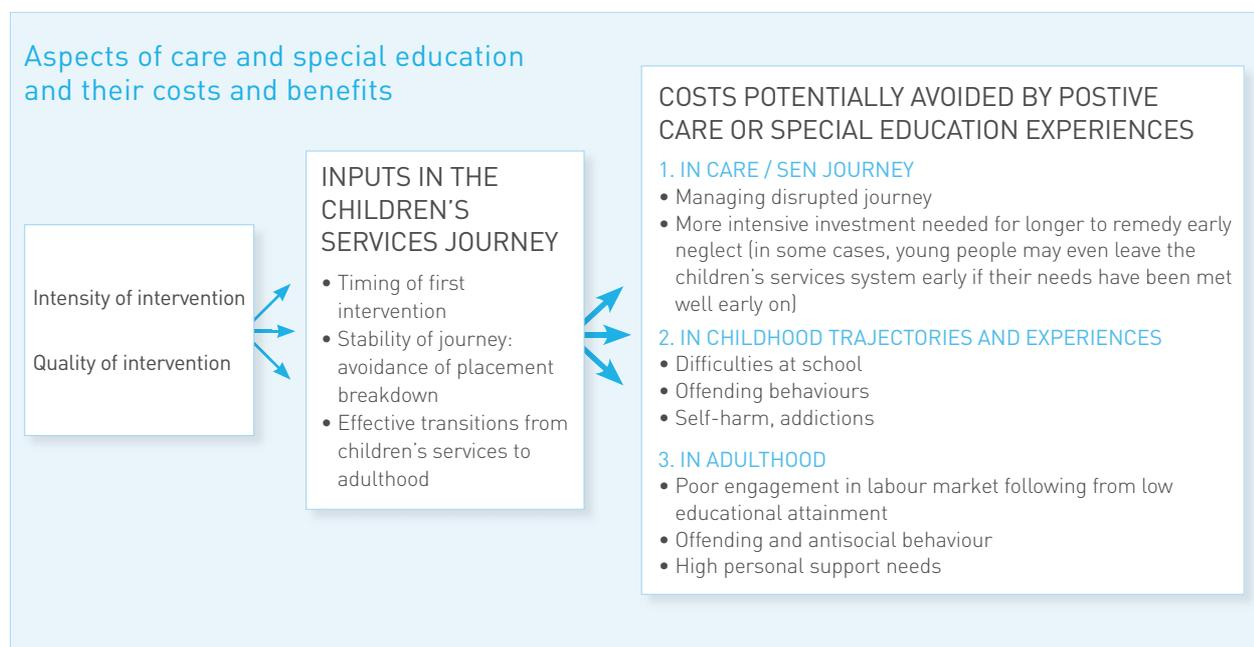 Aspects of care and special education
and their costs and benefits
Intensity of intervention
Quality of intervention
INPUTS IN THE
CHILDREN'S
SERVICES JOURNEY
• Timing of first
intervention
• Stability of journey:
avoidance of placement
breakdown
• Effective transitions from
children's services to
adulthood
COSTS POTENTIALLY AVOIDED BY POSTIVE
CARE OR SPECIAL EDUCATION EXPERIENCES
1. IN CARE / SEN JOURNEY
• Managing disrupted journey
• More intensive investment needed for longer to remedy early
neglect (in some cases, young people may even leave the
children's services system early if their needs have been met
well early on)
2. IN CHILDHOOD TRAJECTORIES AND EXPERIENCES
• Difficulties at school
• Offending behaviours
• Self-harm, addictions
3. IN ADULTHOOD
• Poor engagement in labour market following from low
educational attainment
• Offending and antisocial behaviour
• High personal support needs